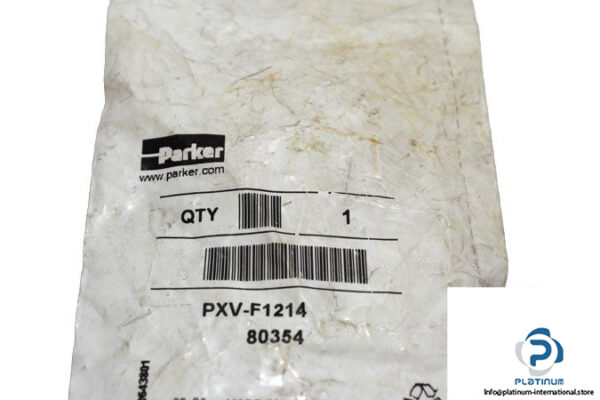 Parker
www.parker.com
QTY 1
PXV-F1214
80354
PLATINUM
Info@platinum-international.store